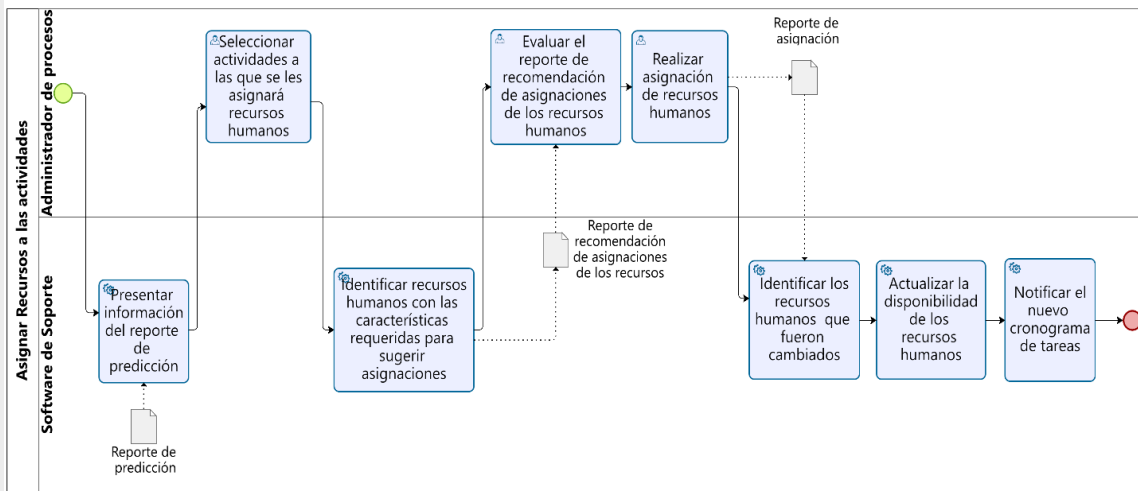 Asignar Recursos a las actividades
Administrador de procesos
Seleccionar
actividades a
las que se les
asignará
recursos
humanos
Evaluar el
reporte de
recomendación
de asignaciones
de los recursos
humanos
Realizar
asignación
de recursos
humanos
Reporte de
asignación
Software de Soporte
Presentar
información
del reporte
de
predicción
Reporte de
predicción
Identificar recursos
humanos con las
características
requeridas para
sugerir
asignaciones
Reporte de
recomendación
de asignaciones
de los recursos
Identificar los
recursos
humanos que
fueron
cambiados
Actualizar la
disponibilidad
de los
recursos
humanos
Notificar el
nuevo
cronograma
de tareas